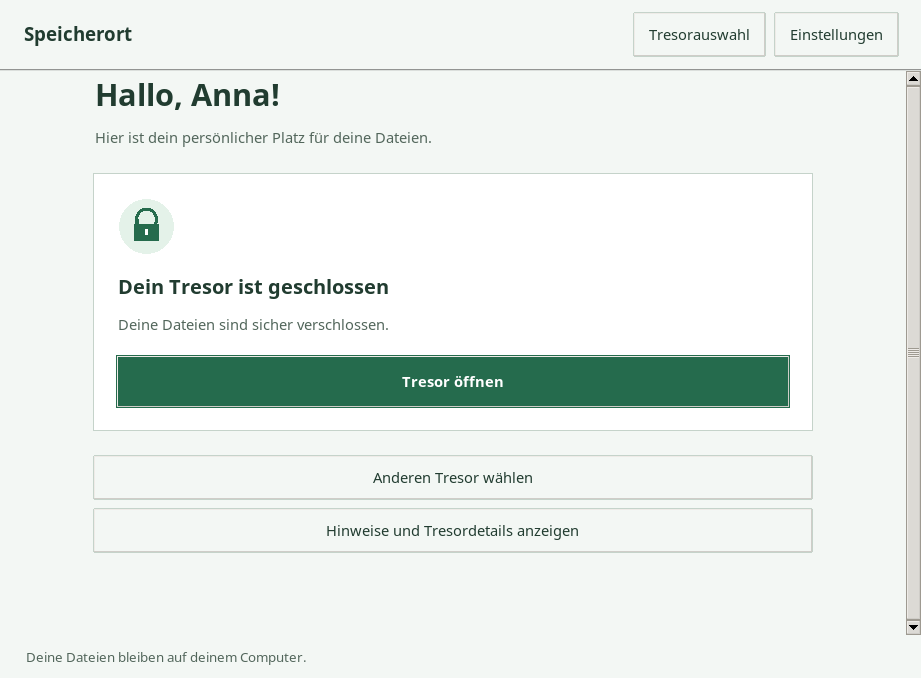 Speicherort
Tresorauswahl
Einstellungen
Hallo, Anna!
Hier ist dein persönlicher Platz für deine Dateien.
Dein Tresor ist geschlossen
Deine Dateien sind sicher verschlossen.
Tresor öffnen
Anderen Tresor wählen
Hinweise und Tresordetails anzeigen
Deine Dateien bleiben auf deinem Computer.